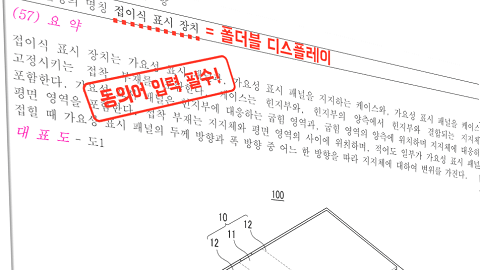 명칭 접이식 표시 장치 = 폴더블 디스플레이
(57) 요 약
접이식 표시 장치는 가요성 표시 가요성 표시 패널을 지지하는 케이스와, 가요성 표시 패널을 케이스
고정시키는 접착 부재를 케이스는 힌지부와, 힌지부의 양측에서 힌지부와 결합되는 지지체
포함한다. 가요성 패널은 힌지부에 대응하는 굽힘 영역과, 굽힘 영역의 양측에 위치하며 지지체에 대응하
평면 영역을 포함한다. 접착 부재는 지지체와 평면 영역의 사이에 위치하며, 적어도 일부가 가요성 표시 패널
접힐 때 가요성 표시 패널의 두께 방향과 폭 방향 중 어느 한 방향을 따라 지지체에 대하여 변위를 가진다.
동의어 입력 필수!
대 표 도 - 도1
100
10
12 11 12